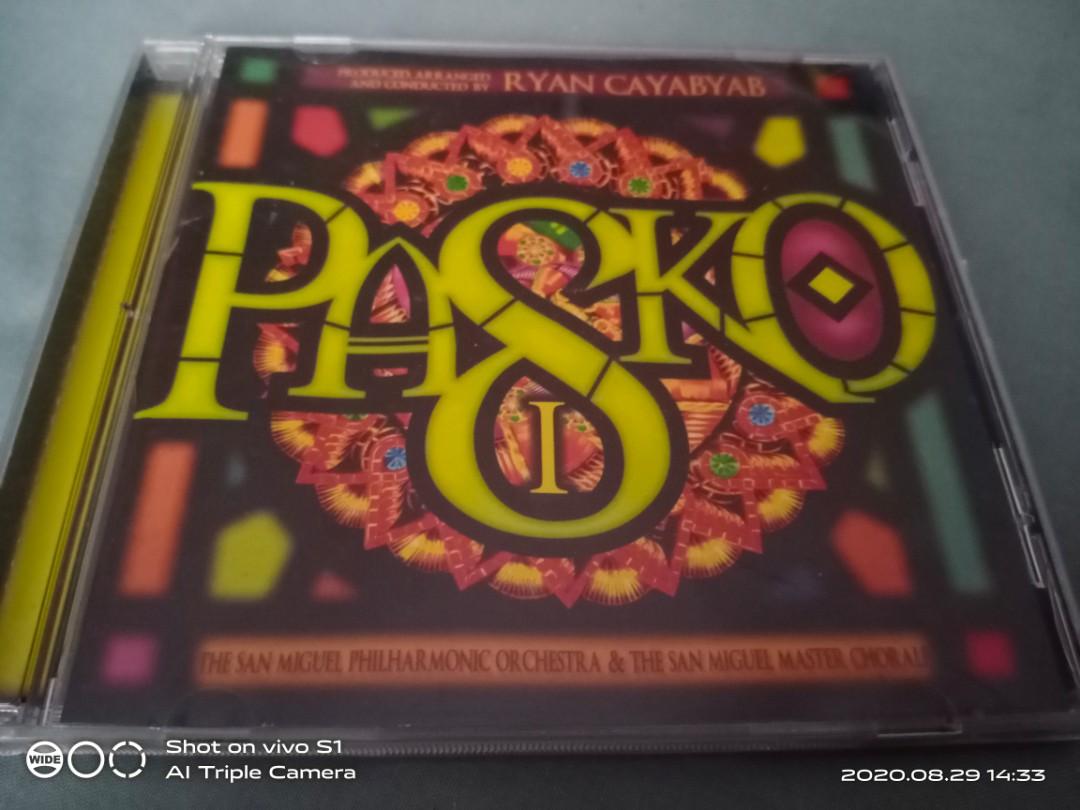 PRODUCED, ARRANGED
AND CONDUCTED BY
RYAN CAYABYAB
PASKO
I
THE SAN MIGUEL PHILHARMONIC ORCHESTRA & THE SAN MIGUEL MASTER CHORALE
WIDE
Shot on vivo S1
AI Triple Camera
2020.08.29 14:33